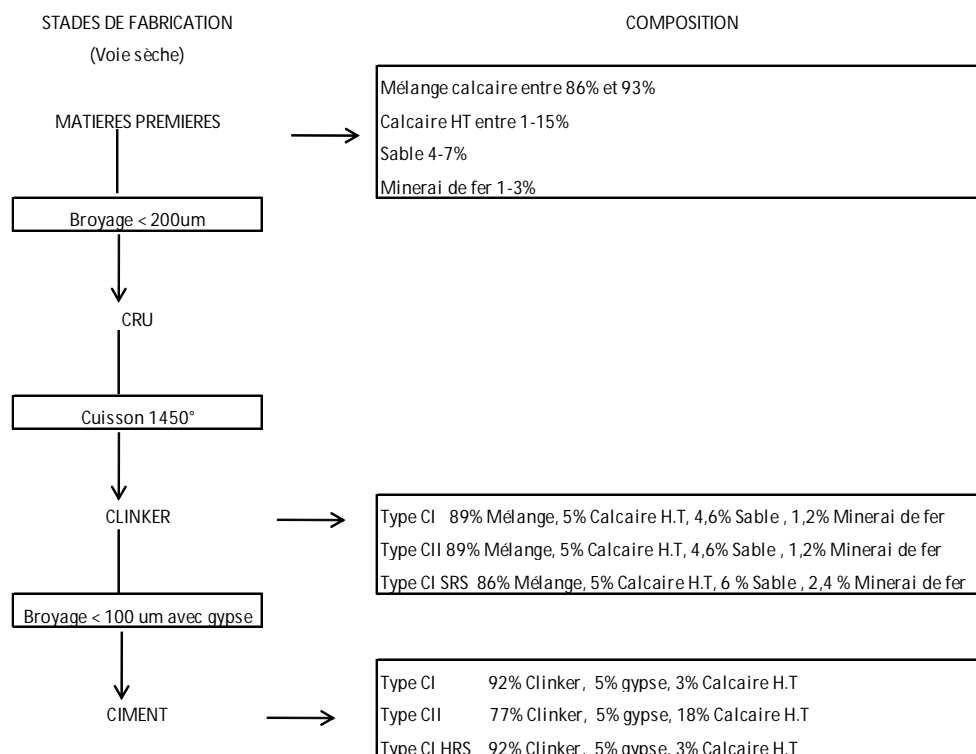 STADES DE FABRICATION
(Voie sèche)
COMPOSITION
MATIERES PREMIERES
Mélange calcaire entre 86% et 93%
Calcaire HT entre 1-15%
Sable 4-7%
Minerai de fer 1-3%
Broyage < 200um
CRU
Cuisson 1450°
CLINKER
Type CI 89% Mélange, 5% Calcaire H.T, 4,6% Sable , 1,2% Minerai de fer
Type CII 89% Mélange, 5% Calcaire H.T, 4,6% Sable , 1,2% Minerai de fer
Type CI SRS 86% Mélange, 5% Calcaire H.T, 6 % Sable , 2,4 % Minerai de fer
Broyage < 100 um avec gypse
CIMENT
Type CI 92% Clinker, 5% gypse, 3% Calcaire H.T
Type CII 77% Clinker, 5% gypse, 18% Calcaire H.T
Type CI HRS 92% Clinker, 5% gypse, 3% Calcaire H.T